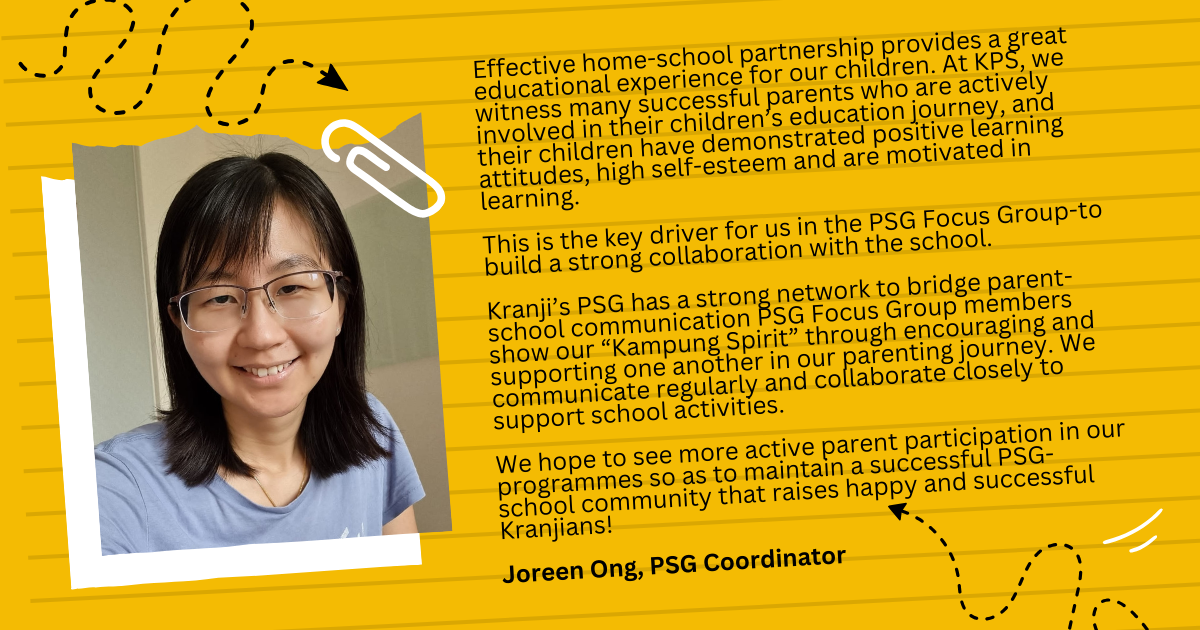 Effective home-school partnership provides a great
educational experience for our children. At KPS, we
witness many successful parents who are actively
involved in their children’s education journey, and
their children have demonstrated positive learning
attitudes, high self-esteem and are motivated in
learning.
This is the key driver for us in the PSG Focus Group-to
build a strong collaboration with the school.
Kranji’s PSG has a strong network to bridge parent-
school communication PSG Focus Group members
show our “Kampung Spirit” through encouraging and
supporting one another in our parenting journey. We
communicate regularly and collaborate closely to
support school activities.
We hope to see more active parent participation in our
programmes so as to maintain a successful PSG-
school community that raises happy and successful
Kranjians!
Joreen Ong, PSG Coordinator